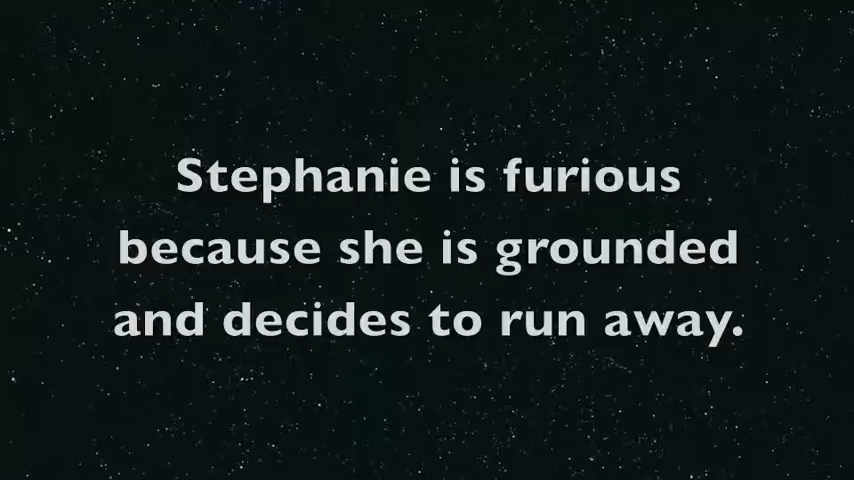 Stephanie is furious
because she is grounded
and decides to run away.